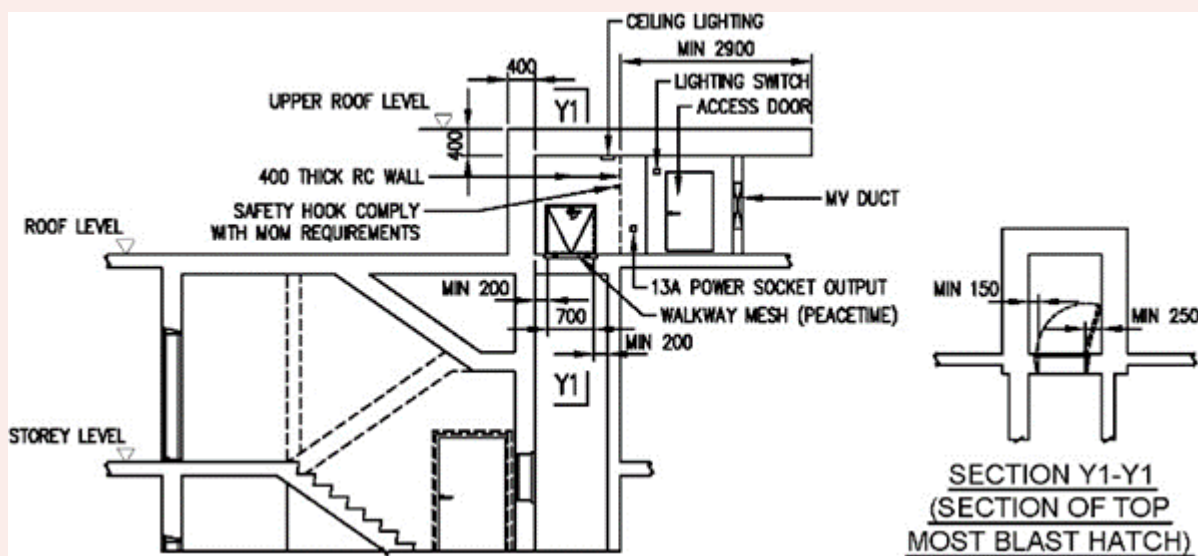 CEILING LIGHTING
MIN 2900
400
LIGHTING SWITCH
Y1
ACCESS DOOR
UPPER ROOF LEVEL
400
400 THICK RC WALL
MV DUCT
SAFETY HOOK COMPLY
WITH MOM REQUIREMENTS
ROOF LEVEL
MIN 200
13A POWER SOCKET OUTPUT
700
WALKWAY MESH (PEACETIME)
MIN 200
Y1
STOREY LEVEL
MIN 150
MIN 250
SECTION Y1-Y1
(SECTION OF TOP
MOST BLAST HATCH)